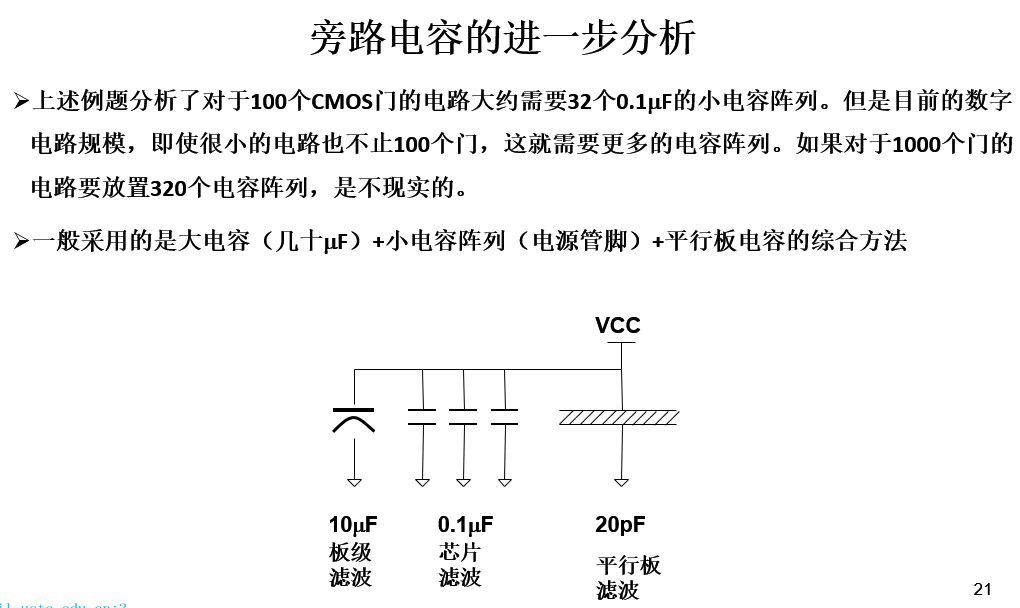 旁路电容的进一步分析
➢上述例题分析了对于100个CMOS门的电路大约需要32个0.1μF的小电容阵列。但是目前的数字
电路规模，即使很小的电路也不止100个门，这就需要更多的电容阵列。如果对于1000个门的
电路要放置320个电容阵列，是不现实的。
➢一般采用的是大电容（几十μF）+小电容阵列（电源管脚）+平行板电容的综合方法
VCC
10μF
板级
滤波
0.1μF
芯片
滤波
20pF
平行板
滤波
21